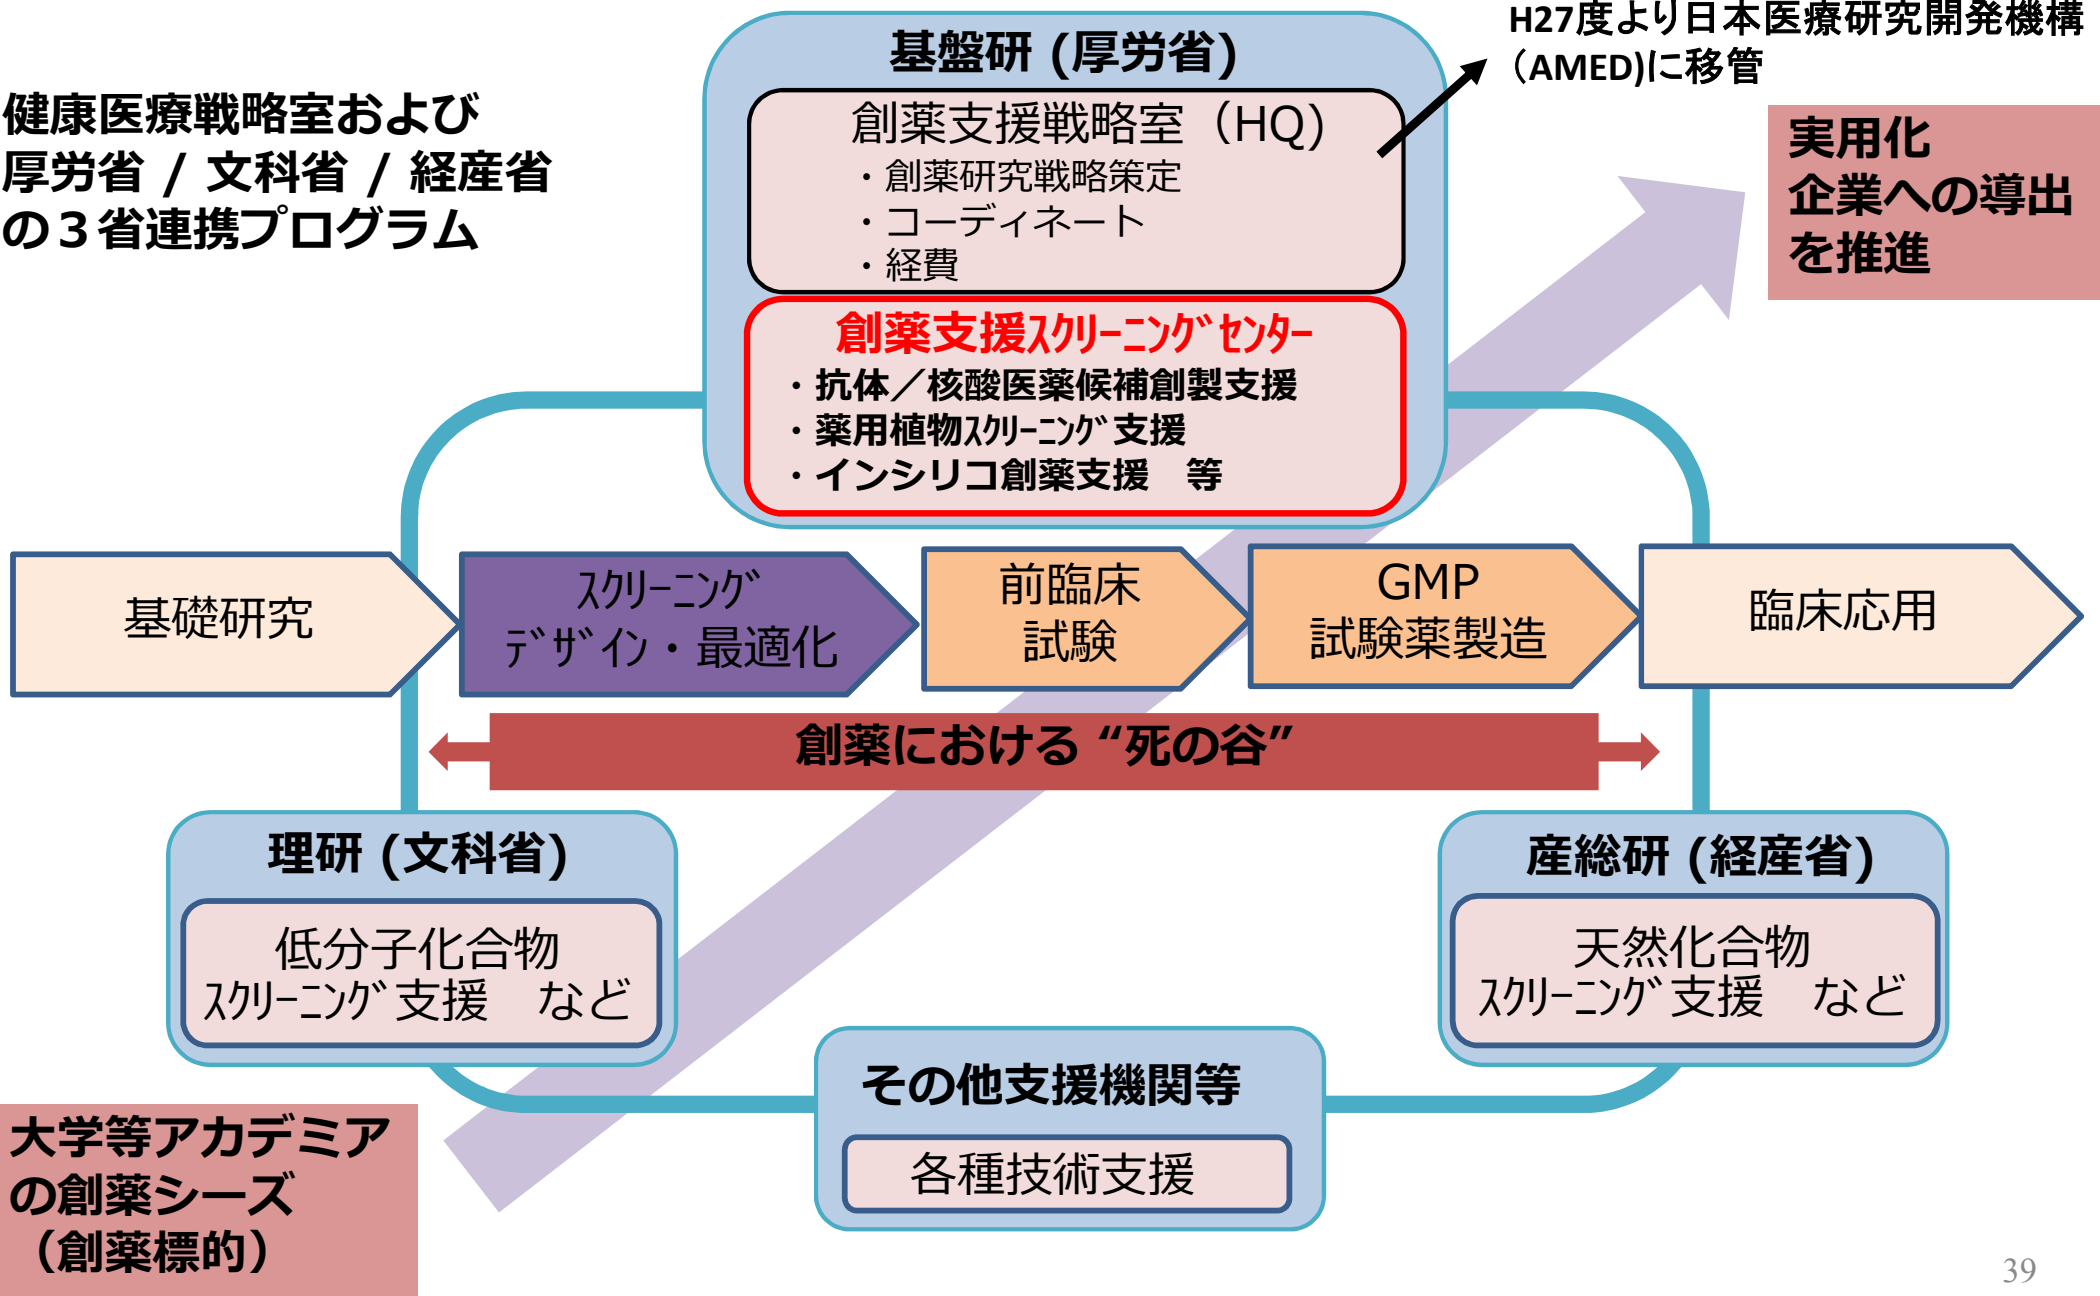 H27度より日本医療研究開発機構
（AMED)に移管
健康医療戦略室および
厚労省 / 文科省 / 経産省
の３省連携プログラム
基盤研 (厚労省)
創薬支援戦略室（HQ)
・創薬研究戦略策定
・コーディネート
・経費
創薬支援ｽｸﾘｰﾆﾝｸﾞｾﾝﾀｰ
・抗体／核酸医薬候補創製支援
・薬用植物ｽｸﾘｰﾆﾝｸﾞ支援
・インシリコ創薬支援　等
実用化
企業への導出
を推進
基礎研究
ｽｸﾘｰﾆﾝｸﾞ
ﾃﾞｻﾞｲﾝ・最適化
前臨床
試験
GMP
試験薬製造
臨床応用
創薬における “死の谷”
理研 (文科省)
低分子化合物
ｽｸﾘｰﾆﾝｸﾞ支援　など
産総研 (経産省)
天然化合物
ｽｸﾘｰﾆﾝｸﾞ支援　など
その他支援機関等
各種技術支援
大学等アカデミア
の創薬シーズ
（創薬標的）
39